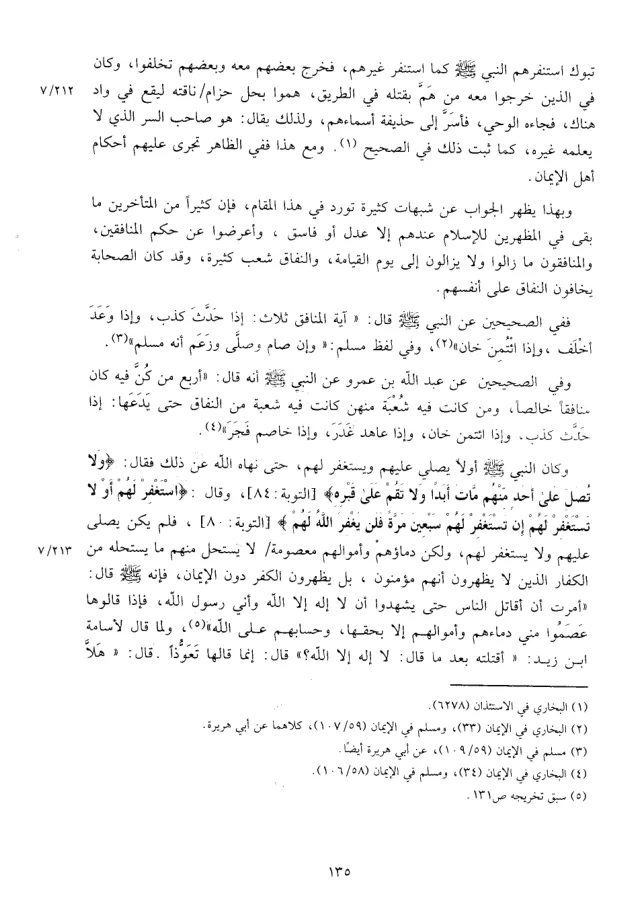 تبوك استنفرهم النبي ﷺ كما استنفر غيرهم، فخرج بعضهم معه وبعضهم تخلفوا، وكان
٧/٢١٢
في الذين خرجوا معه من هَمَّ بقتله في الطريق، هموا بحل حزام/ناقته ليقع في واد
هناك، فجاءه الوحي، فأسَرَّ إلى حذيفة أسماءهم، ولذلك يقال: هو صاحب السر الذي لا
يعلمه غيره، كما ثبت ذلك في الصحيح (١). ومع هذا ففي الظاهر تجرى عليهم أحكام
أهل الإيمان.
وبهذا يظهر الجواب عن شبهات كثيرة تورد في هذا المقام، فإن كثيراً من المتأخرين ما
بقى في المظهرين للإسلام عندهم إلا عدل أو فاسق ، وأعرضوا عن حكم المنافقين،
والمنافقون ما زالوا ولا يزالون إلى يوم القيامة، والنفاق شعب كثيرة، وقد كان الصحابة
يخافون النفاق على أنفسهم.
ففي الصحيحين عن النبي ﷺ قال: « آية المنافق ثلاث: إذا حَدَّثَ كذب، وإذا وَعَدَ
أخْلَف ،وإذا ائْتُمنَ خان»(٢)، وفي لفظ مسلم:« وإن صام وصلَّى وزَعَم أنه مسلم»(٣).
وفي الصحيحين عن عبد الله بن عمرو عن النبي ﷺ أنه قال: «أربع من كُنَّ فيه كان
منافقاً خالصاً، ومن كانت فيه شُعْبَة منهن كانت فيه شعبة من النفاق حتى يَدَعَها: إذا
حَدَّث كذب، وإذا ائتمن خان، وإذا عاهد غَدَرَ، وإذا خاصم فَجَرَ»(٤).
وكان النبي ﷺ أولاً يصلي عليهم ويستغفر لهم، حتى نهاه الله عن ذلك فقال: ﴿وَلا
تُصَلِّ عَلَىٰ أَحَدٍ مِّنْهُم مَّاتَ أَبَدًا وَلا تَقُمْ عَلَىٰ قَبْرِهِ﴾ [التوبة:٨٤]، وقال :﴿اسْتَغْفِرْ لَهُمْ أَوْ لا
تَسْتَغْفِرْ لَهُمْ إِن تَسْتَغْفِرْ لَهُمْ سَبْعِينَ مَرَّةً فَلَن يَغْفِرَ اللَّهُ لَهُمْ ﴾ [التوبة: ٨٠] ، فلم يكن يصلى
٧/٢١٣
عليهم ولا يستغفر لهم، ولكن دماؤهم وأموالهم معصومة/ لا يستحل منهم ما يستحله من
الكفار الذين لا يظهرون أنهم مؤمنون ، بل يظهرون الكفر دون الإيمان، فإنه ﷺ قال:
«أمرت أن أقاتل الناس حتى يشهدوا أن لا إله إلا الله وأني رسول الله، فإذا قالوها
عَصَمُوا مني دماءهم وأموالهم إلا بحقها، وحسابهم على الله»(٥)، ولما قال لأسامة
ابن زيد: « أقتلته بعد ما قال: لا إله إلا الله؟» قال: إنما قالها تَعَوُّذاً .قال: « هَلاَّ
(١) البخاري في الاستئذان (٦٢٧٨).
(٢) البخاري في الإيمان (٣٣)، ومسلم في الإيمان (١٠٧/٥٩)، كلاهما عن أبي هريرة.
(٣) مسلم في الإيمان (١٠٩/٥٩)، عن أبي هريرة أيضًا.
(٤) البخاري في الإيمان (٣٤)، ومسلم في الإيمان (١٠٦/٥٨).
(٥) سبق تخريجه ص١٣١.
١٣٥